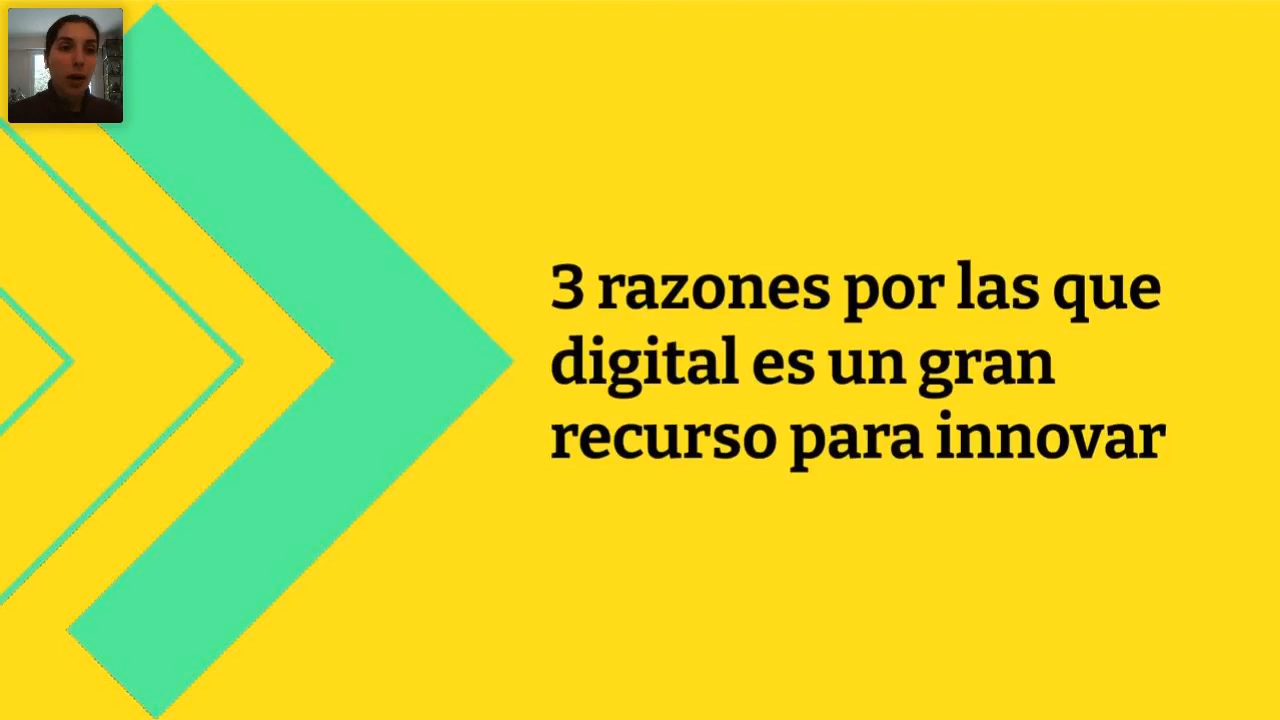 3 razones por las que
digital es un gran
recurso para innovar